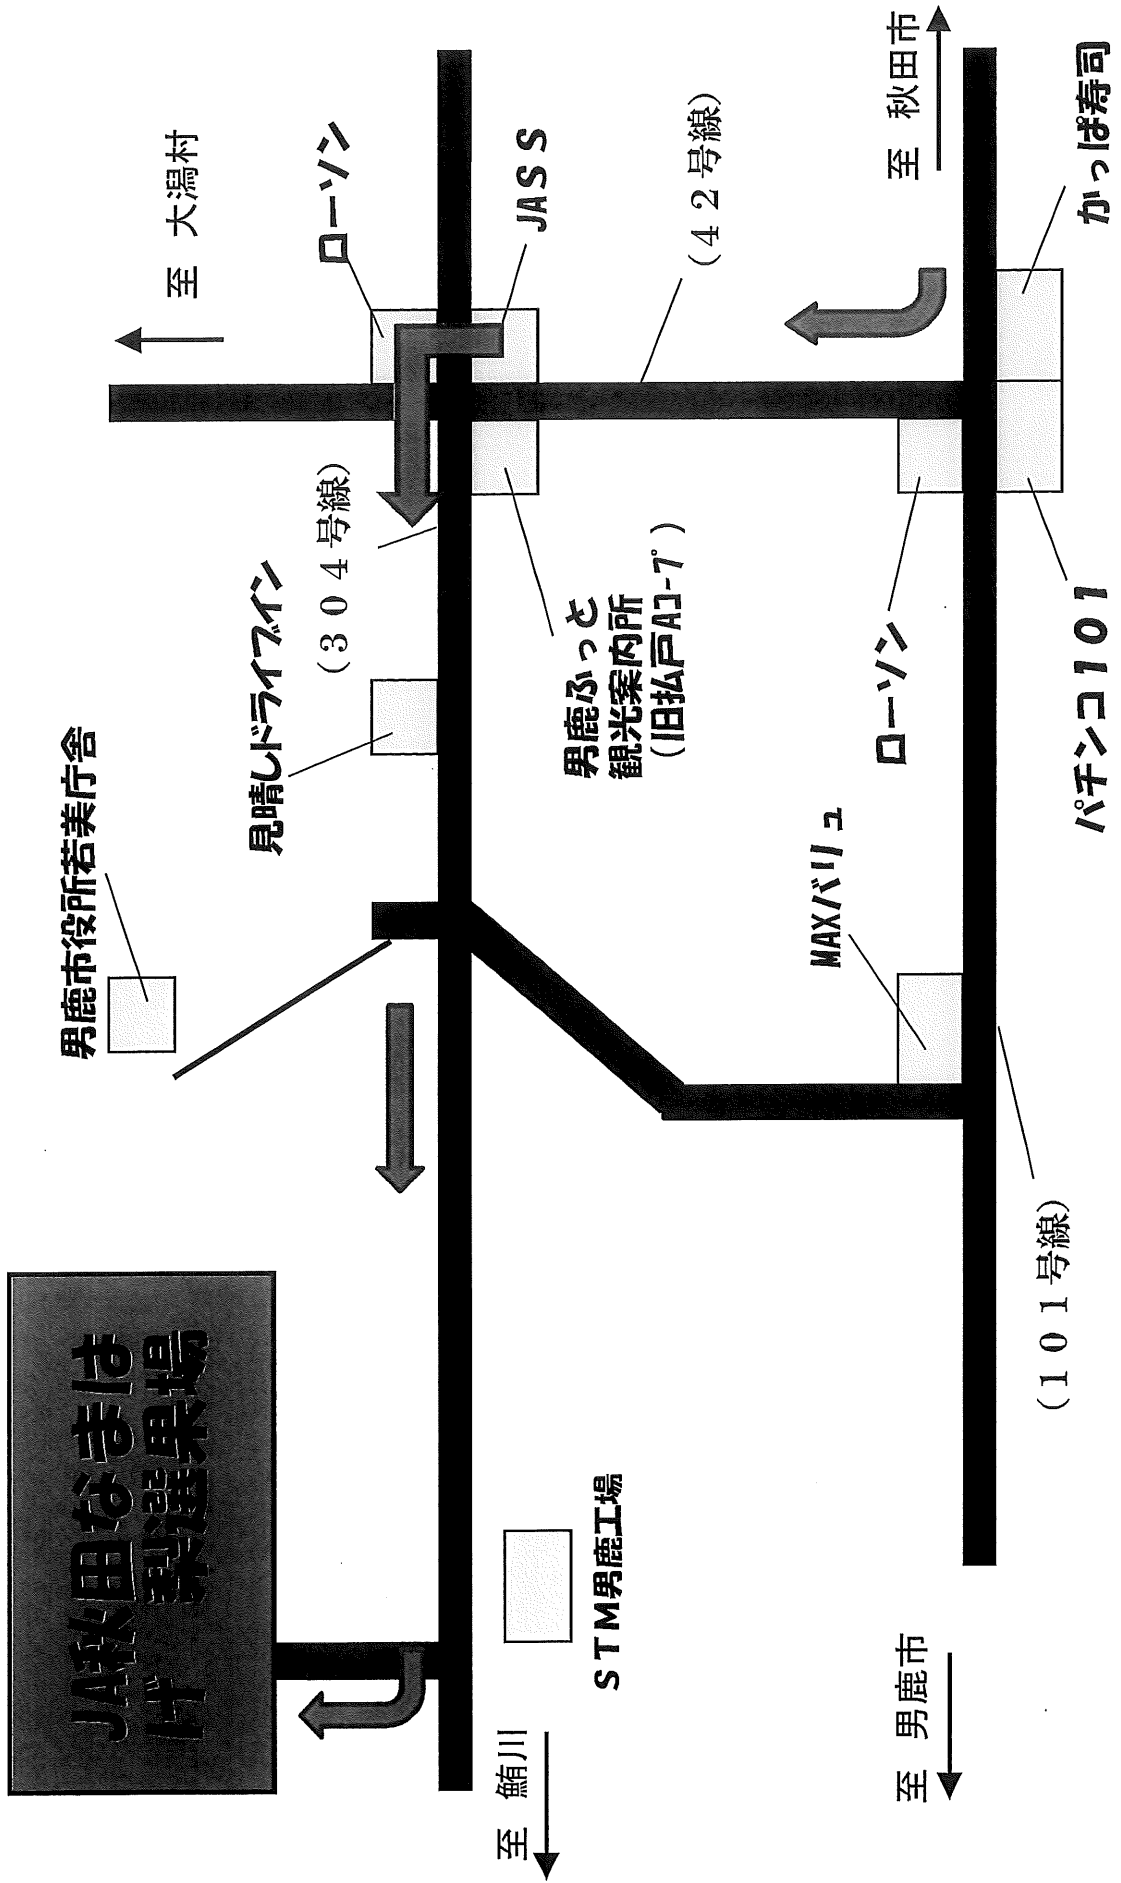 JA秋田なまは
げ　梨選果場
男鹿市役所若美庁舎
至　大潟村
見晴しドライブイン
（３０４号線）
ローソン
至　鮪川
ＳＴＭ男鹿工場
男鹿ふっと
観光案内所
（旧払戸Aｺｰﾌﾟ）
JASS
（４２号線）
MAXバリュ
ローソン
至　秋田市
至　男鹿市
（１０１号線）
パチンコ101
かっぱ寿司